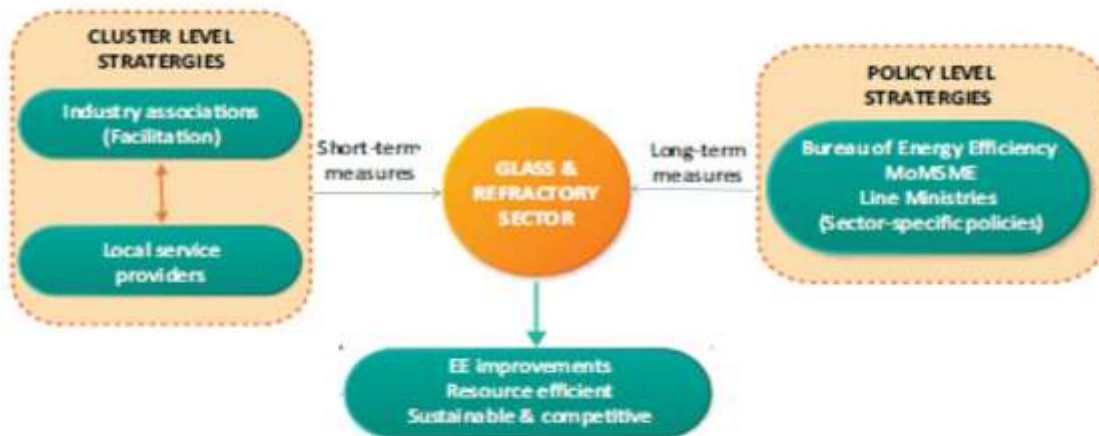 CLUSTER LEVEL
STRATERGIES
Industry associations
(Facilitation)
Local service
providers
Short-term
measures
GLASS &
REFRACTORY
SECTOR
Long-term
measures
POLICY LEVEL
STRATERGIES
Bureau of Energy Efficiency
MoMSME
Line Ministries
(Sector-specific policies)
EE improvements
Resource efficient
Sustainable & competitive